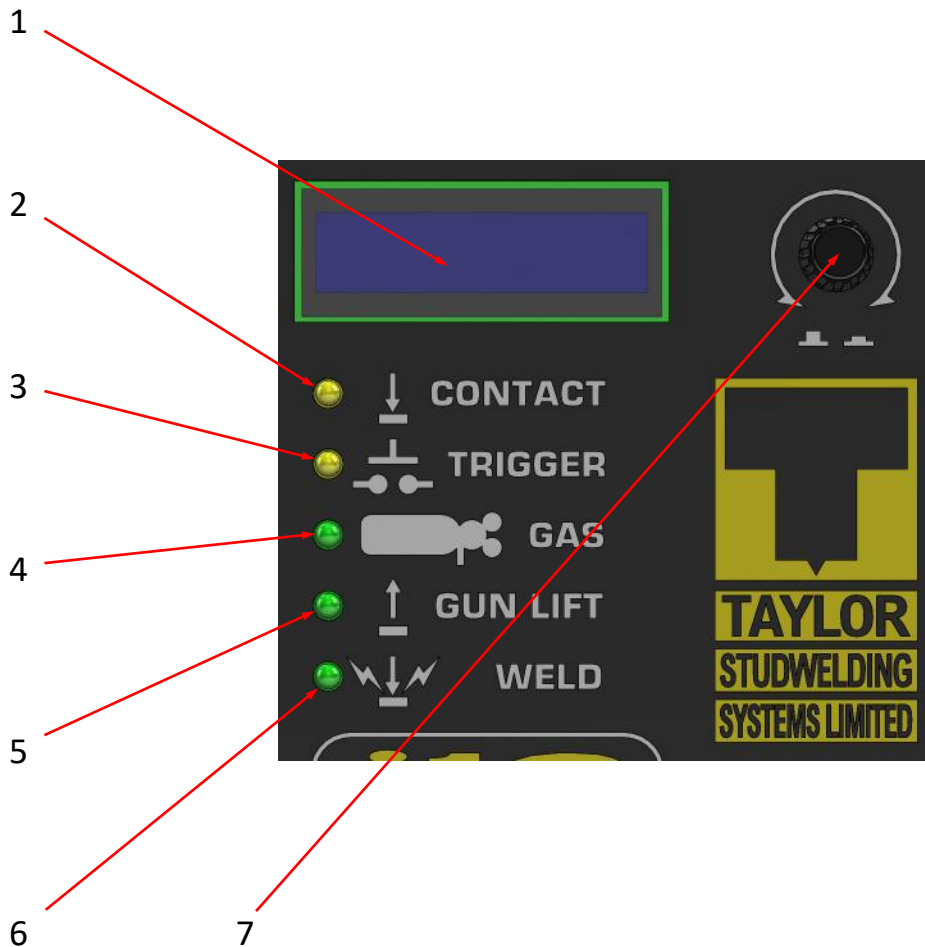 1
2
CONTACT
3
TRIGGER
4
GAS
5
GUN LIFT
6
WELD
7
TAYLOR
STUDWELDING
SYSTEMS LIMITED